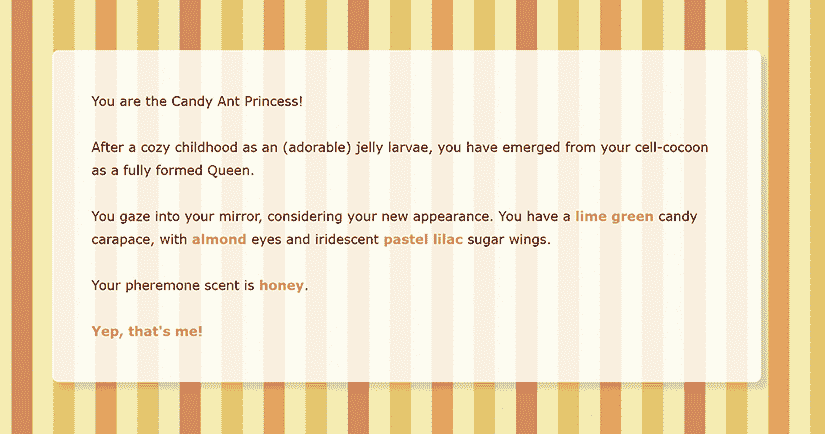 You are the Candy Ant Princess!
After a cozy childhood as an (adorable) jelly larvae, you have emerged from your cell-cocoon
as a fully formed Queen.
You gaze into your mirror, considering your new appearance. You have a lime green candy
carapace, with almond eyes and iridescent pastel lilac sugar wings.
Your pheremone scent is honey.
Yep, that's me!